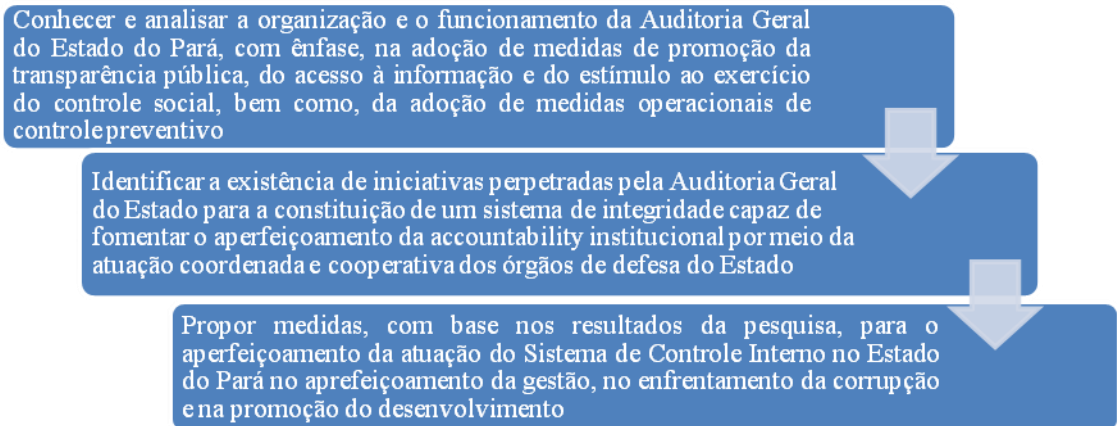 Conhecer e analisar a organização e o funcionamento da Auditoria Geral
do Estado do Pará, com ênfase, na adoção de medidas de promoção da
transparência pública, do acesso à informação e do estímulo ao exercício
do controle social, bem como, da adoção de medidas operacionais de
controle preventivo
Identificar a existência de iniciativas perpetradas pela Auditoria Geral
do Estado para a constituição de um sistema de integridade capaz de
fomentar o aperfeiçoamento da accountability institucional por meio da
atuação coordenada e cooperativa dos órgãos de defesa do Estado
Propor medidas, com base nos resultados da pesquisa, para o
aperfeiçoamento da atuação do Sistema de Controle Interno no Estado
do Pará no aprefeiçoamento da gestão, no enfrentamento da corrupção
e na promoção do desenvolvimento